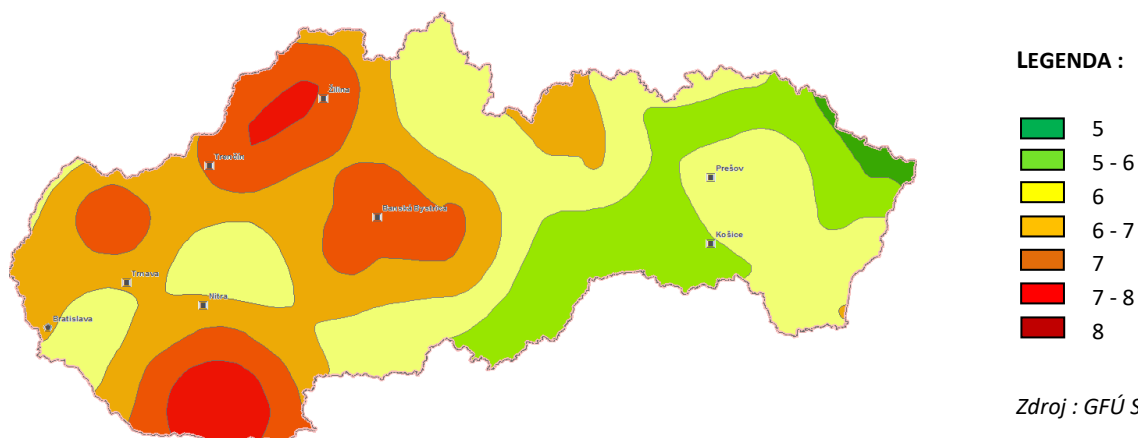 LEGENDA :
Žilina
5
5 - 6
Trenčín
Prešov
6
Banská Bystrica
6 - 7
Košice
7
Trnava
7 - 8
Nitra
Bratislava
8
Zdroj : GFÚ S